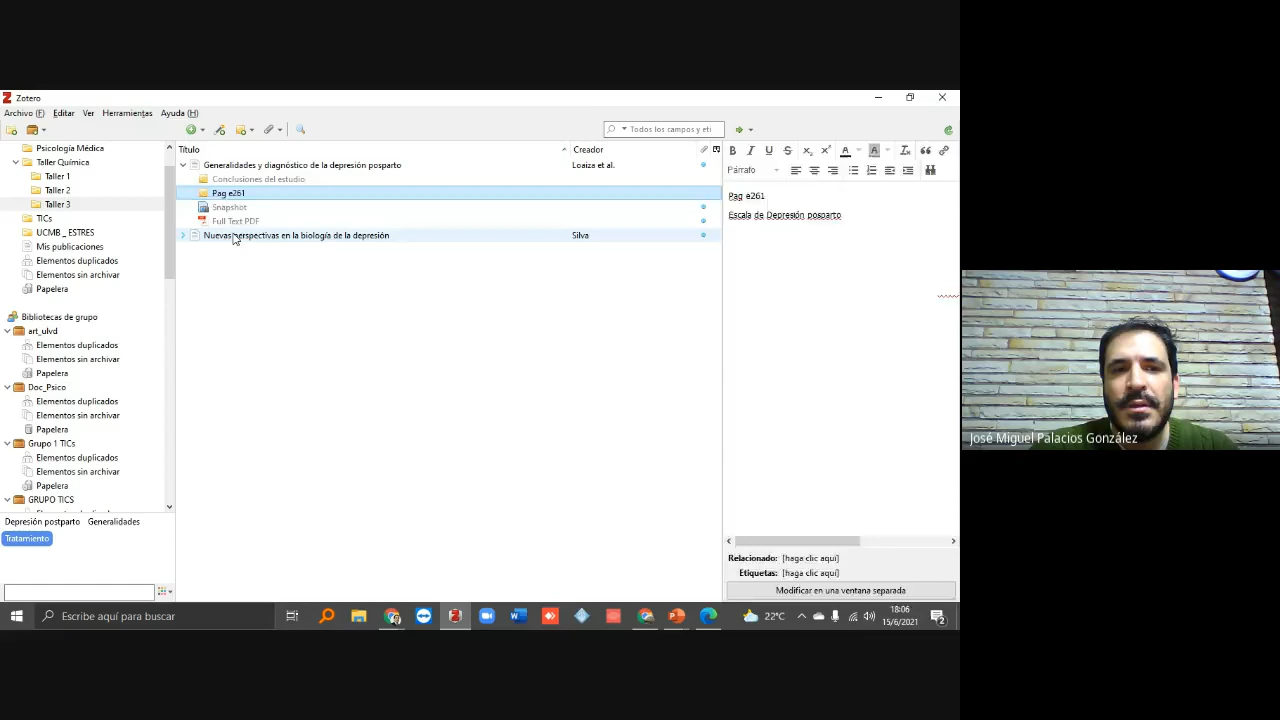 Zotero
Archivo (F) Editar Ver Herramientas Ayuda (H)
Todos los campos y eti
Psicología Médica
Taller Química
Taller 1
Taller 2
Taller 3
TICs
UCMB _ ESTRES
Mis publicaciones
Elementos duplicados
Elementos sin archivar
Papelera
Bibliotecas de grupo
art_ulvd
Elementos duplicados
Elementos sin archivar
Papelera
Doc_Psico
Elementos duplicados
Elementos sin archivar
Papelera
Grupo 1 TICs
Elementos duplicados
Elementos sin archivar
Papelera
GRUPO TICS
Depresión postparto Generalidades
Tratamiento
Título Creador
Generalidades y diagnóstico de la depresión posparto Loaiza et al.
Conclusiones del estudio
Pag e261
Snapshot
Full Text PDF
Nuevas perspectivas en la biología de la depresión Silva
B I U S X₂ X² A A
Párrafo
Pag e261
Escala de Depresión posparto
Relacionado: [haga clic aquí]
Etiquetas: [haga clic aquí]
Modificar en una ventana separada
José Miguel Palacios González
Escribe aquí para buscar
22°C
18:06
15/6/2021
2